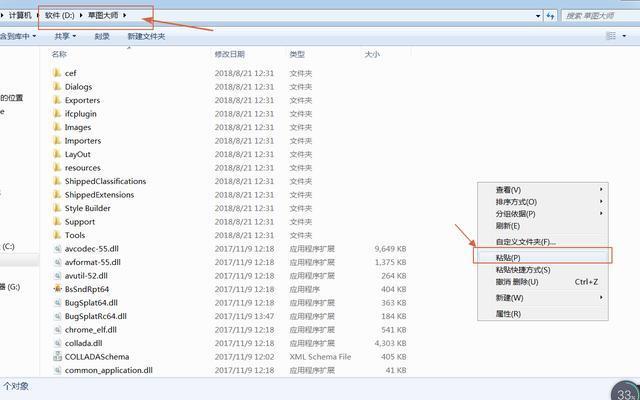 计算机 ▸ 软件 (D:) ▸ 草图大师 ▸ 搜索 草图大师
含到库中 共享 刻录 新建文件夹
名称 修改日期 类型 大小
cef 2018/8/21 12:31 文件夹
Dialogs 2018/8/21 12:31 文件夹
Exporters 2018/8/21 12:31 文件夹
ifcplugin 2018/8/21 12:31 文件夹
Images 2018/8/21 12:31 文件夹
Importers 2018/8/21 12:31 文件夹
LayOut 2018/8/21 12:31 文件夹
resources 2018/8/21 12:31 文件夹
ShippedClassifications 2018/8/21 12:31 文件夹
ShippedExtensions 2018/8/21 12:31 文件夹
Style Builder 2018/8/21 12:31 文件夹
Support 2018/8/21 12:31 文件夹
Tools 2018/8/21 12:31 文件夹
avcodec-55.dll 2017/11/9 12:18 应用程序扩展 9,649 KB
avformat-55.dll 2017/11/9 12:18 应用程序扩展 1,375 KB
avutil-52.dll 2017/11/9 12:18 应用程序扩展 264 KB
BsSndRpt64 2017/11/9 12:18 应用程序 404 KB
BugSplat64.dll 2017/11/9 12:18 应用程序扩展 363 KB
BugSplatRc64.dll 2017/11/9 13:47 应用程序扩展 184 KB
chrome_elf.dll 2017/11/9 12:18 应用程序扩展 541 KB
collada.dll 2017/11/9 12:18 应用程序扩展 4,303 KB
COLLADASchema 2017/11/9 12:02 XML Schema File 405 KB
common_application.dll 2017/11/9 12:18 应用程序扩展 41 KB
的位置
e
(C:)
器 (G:)
个对象
查看(V)
排序方式(O)
分组依据(P)
刷新(E)
自定义文件夹(F)...
粘贴(P)
粘贴快捷方式(S)
撤消 删除(U) Ctrl+Z
新建(W)
属性(R)
33%